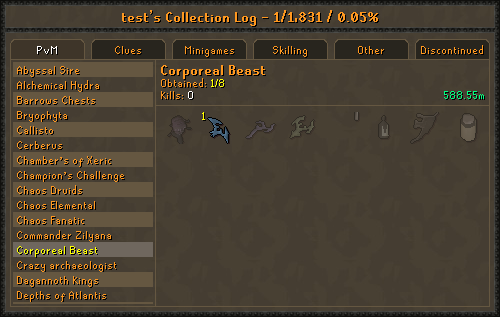 test's Collection Log - 1/1,831 / 0.05%
PvM Clues Minigames Skilling Other Discontinued
Abyssal Sire
Alchemical Hydra
Barrows Chests
Bryophyta
Callisto
Cerberus
Chamber's of Xeric
Champion's Challenge
Chaos Druids
Chaos Elemental
Chaos Fanatic
Commander Zilyana
Corporeal Beast
Crazy archaeologist
Dagannoth Kings
Depths of Atlantis
Corporeal Beast
Obtained: 1/8
Kills: 0 588.55m
1